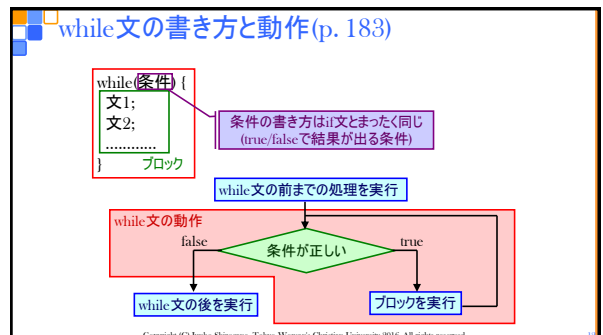 while文の書き方と動作(p. 183)
while(条件) {
文1;
文2;
............
}
ブロック
条件の書き方はif文とまったく同じ
(true/falseで結果が出る条件)
while文の前までの処理を実行
while文の動作
false
条件が正しい
true
while文の後を実行
ブロックを実行